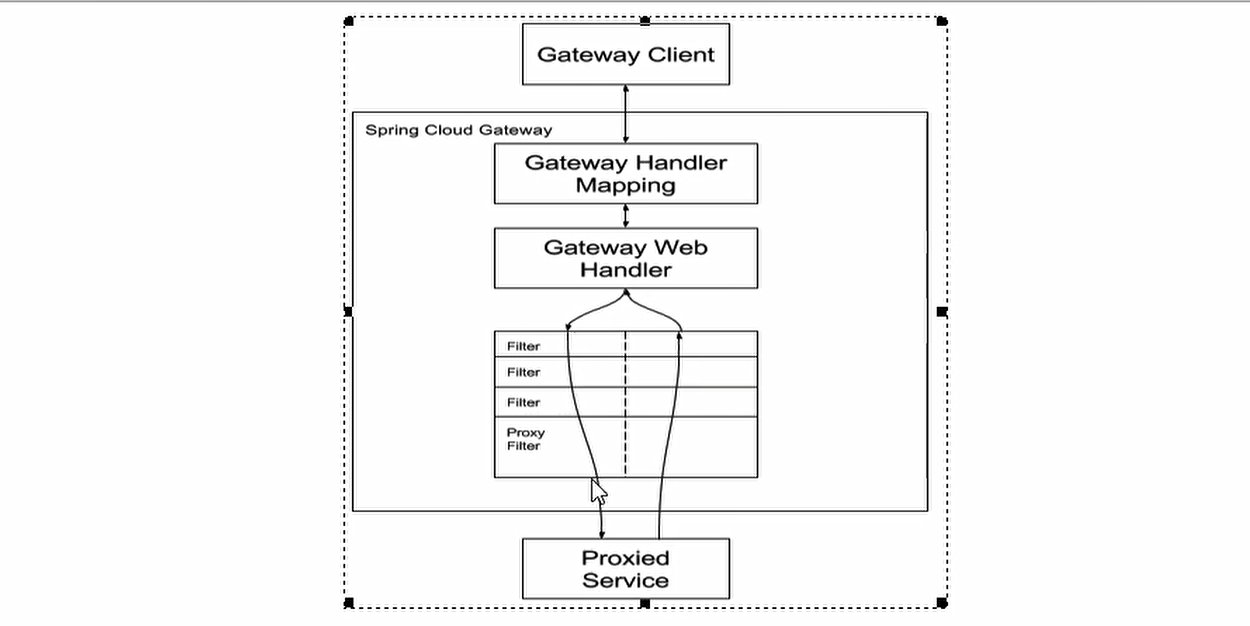 Gateway Client
Spring Cloud Gateway
Gateway Handler
Mapping
Gateway Web
Handler
Filter
Filter
Filter
Proxy
Filter
Proxied
Service